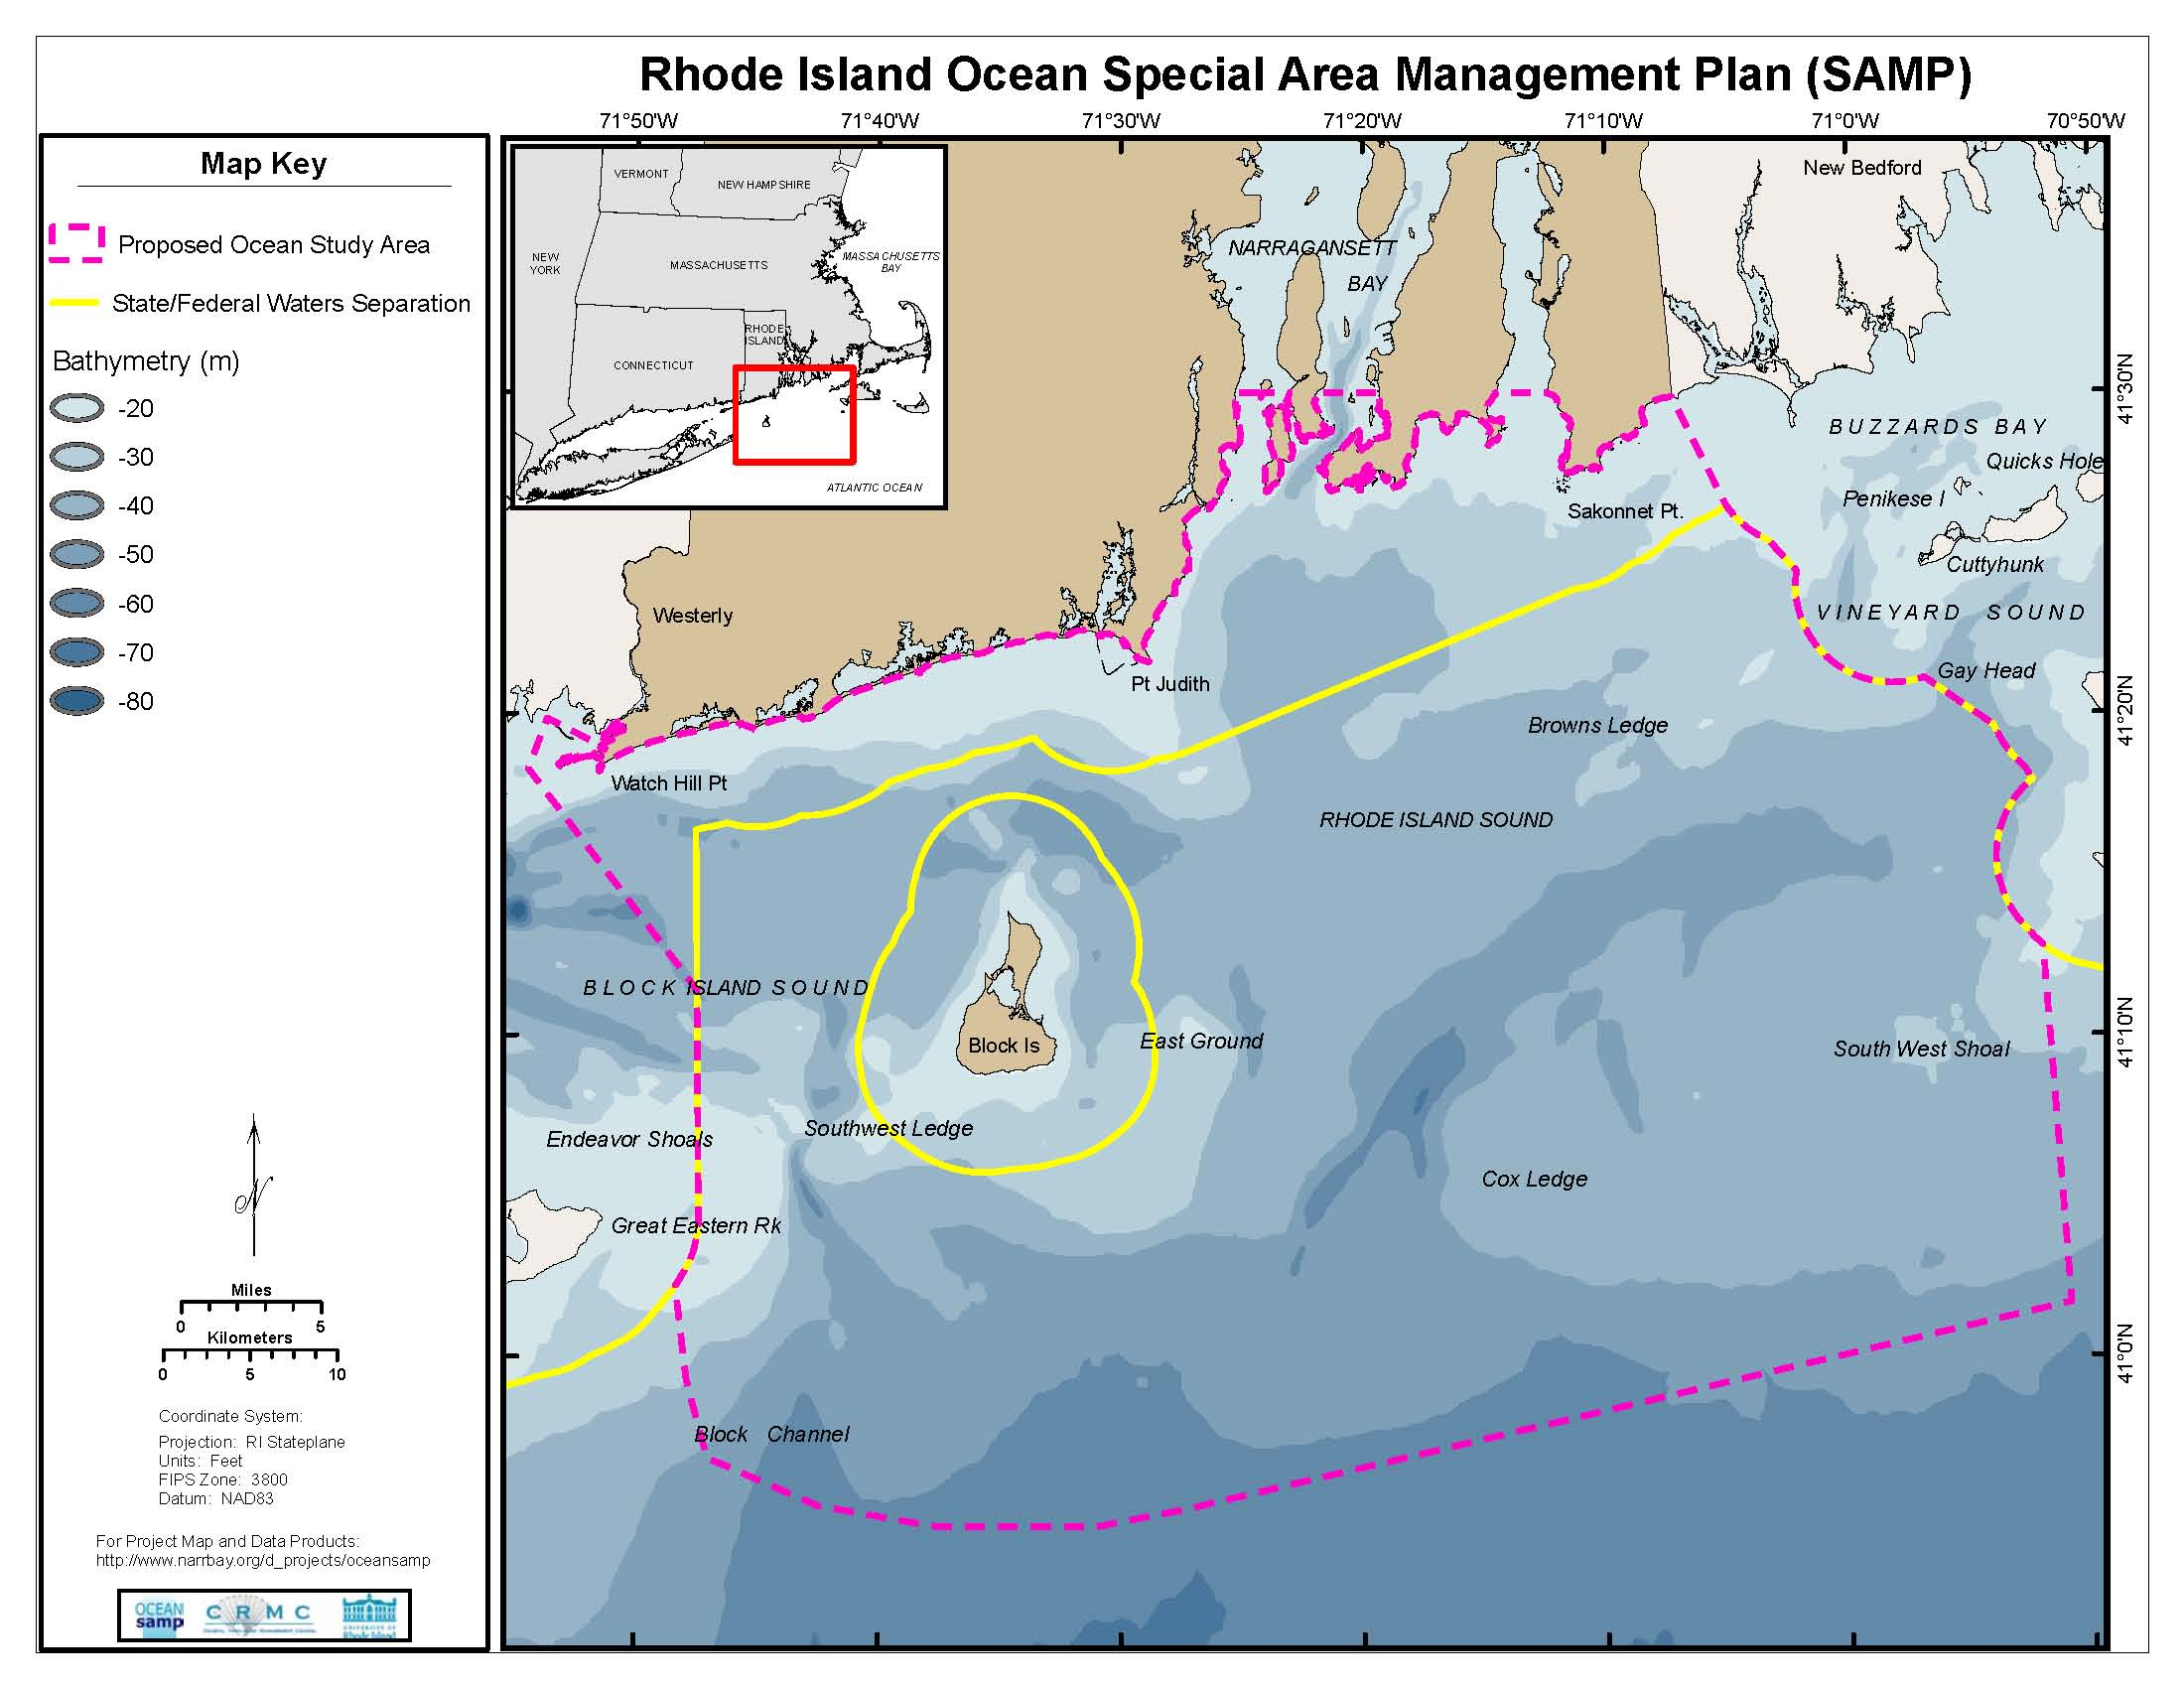 Rhode Island Ocean Special Area Management Plan (SAMP)
71°50'W 71°40'W 71°30'W 71°20'W 71°10'W 71°0'W 70°50'W
Map Key
Proposed Ocean Study Area
State/Federal Waters Separation
Bathymetry (m)
-20
-30
-40
-50
-60
-70
-80
Miles
0 5
Kilometers
0 5 10
Coordinate System:
Projection: RI Stateplane
Units: Feet
FIPS Zone: 3800
Datum: NAD83
For Project Map and Data Products:
http://www.narrbay.org/d_projects/oceansamp
OCEAN
samp
CRMC
UNIVERSITY OF
Rhode Island
VERMONT
NEW HAMPSHIRE
NEW
YORK
MASSACHUSETTS
MASSACHUSETTS
BAY
RHODE
ISLAND
CONNECTICUT
ATLANTIC OCEAN
New Bedford
NARRAGANSETT
BAY
BUZZARDS BAY
Quicks Hole
Penikese I
Sakonnet Pt.
Cuttyhunk
VINEYARD SOUND
Westerly
Gay Head
Pt Judith
Browns Ledge
Watch Hill Pt
RHODE ISLAND SOUND
BLOCK ISLAND SOUND
Block Is
East Ground
South West Shoal
Southwest Ledge
Endeavor Shoals
Cox Ledge
Great Eastern Rk
Block Channel
41°30'N
41°20'N
41°10'N
41°0'N
N